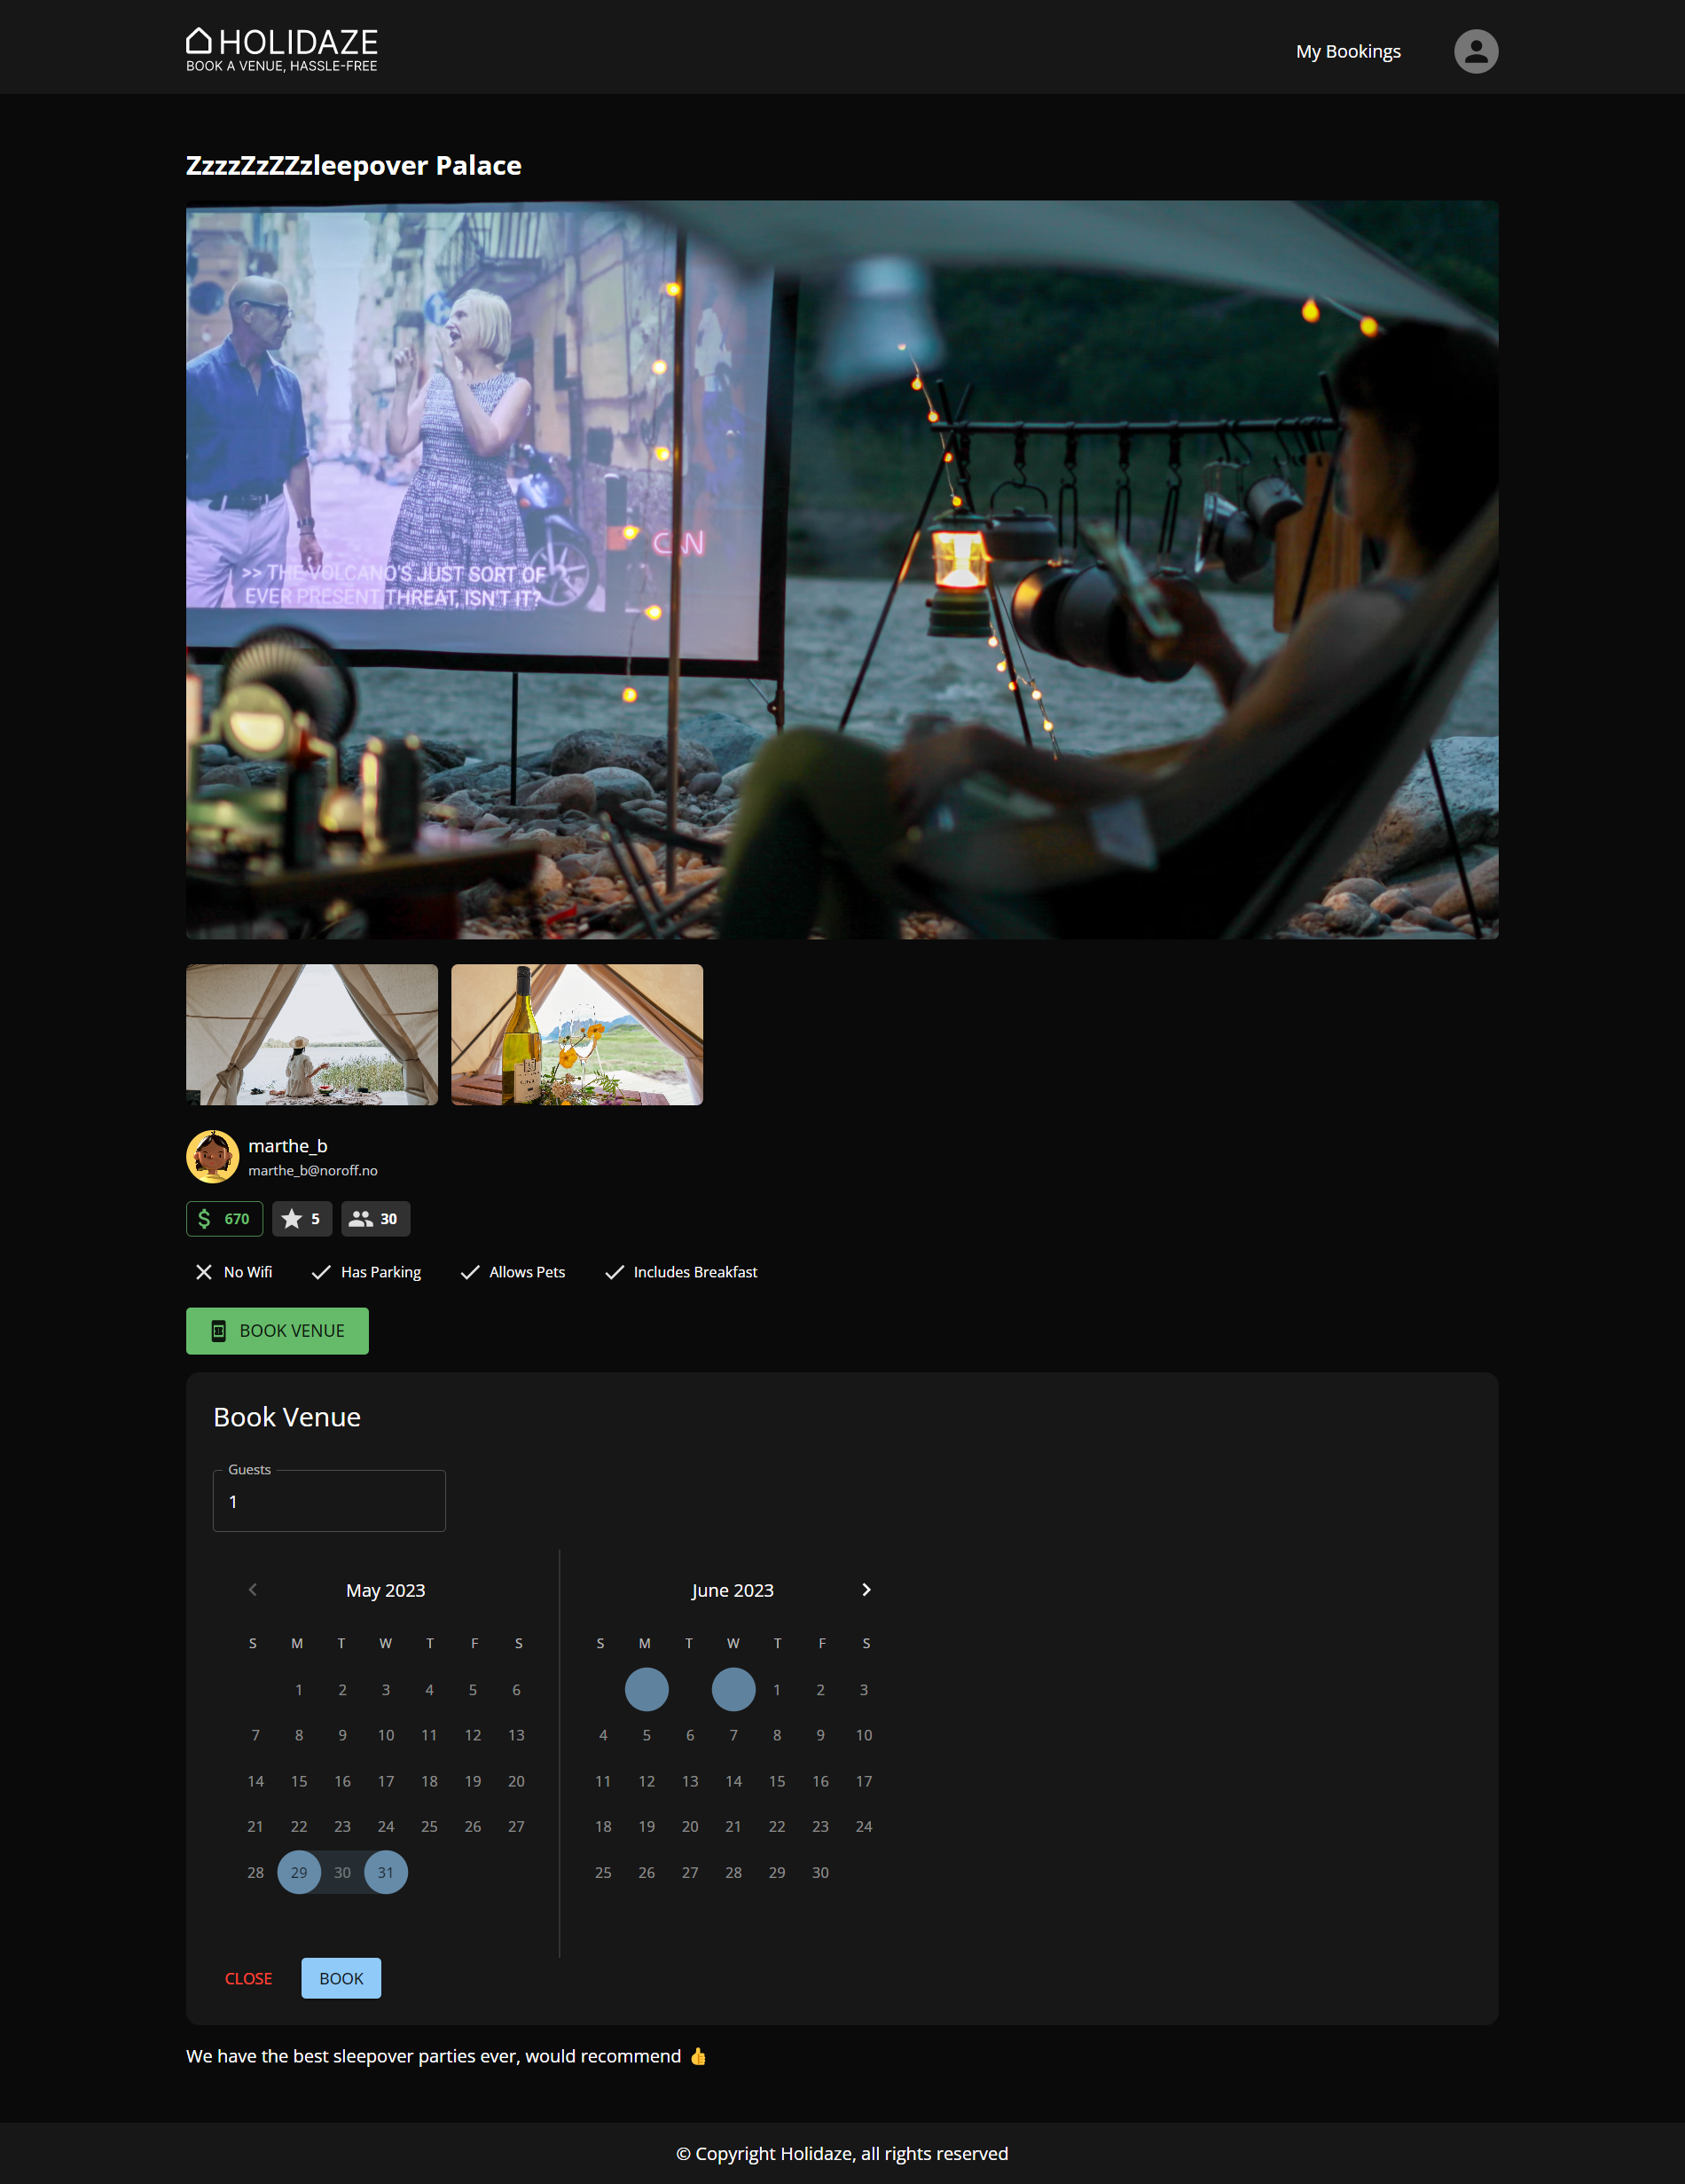 HOLIDAZE
BOOK A VENUE, HASSLE-FREE
My Bookings
ZzzzZzZZzleepover Palace
CNN
>> THE VOLCANO'S JUST SORT OF
EVER PRESENT THREAT, ISN'T IT?
marthe_b
marthe_b@noroff.no
$ 670 5 30
No Wifi Has Parking Allows Pets Includes Breakfast
BOOK VENUE
Book Venue
Guests
1
May 2023
S M T W T F S
1 2 3 4 5 6
7 8 9 10 11 12 13
14 15 16 17 18 19 20
21 22 23 24 25 26 27
28 29 30 31
June 2023
S M T W T F S
1 2 3
4 5 6 7 8 9 10
11 12 13 14 15 16 17
18 19 20 21 22 23 24
25 26 27 28 29 30
CLOSE BOOK
We have the best sleepover parties ever, would recommend 👍
© Copyright Holidaze, all rights reserved